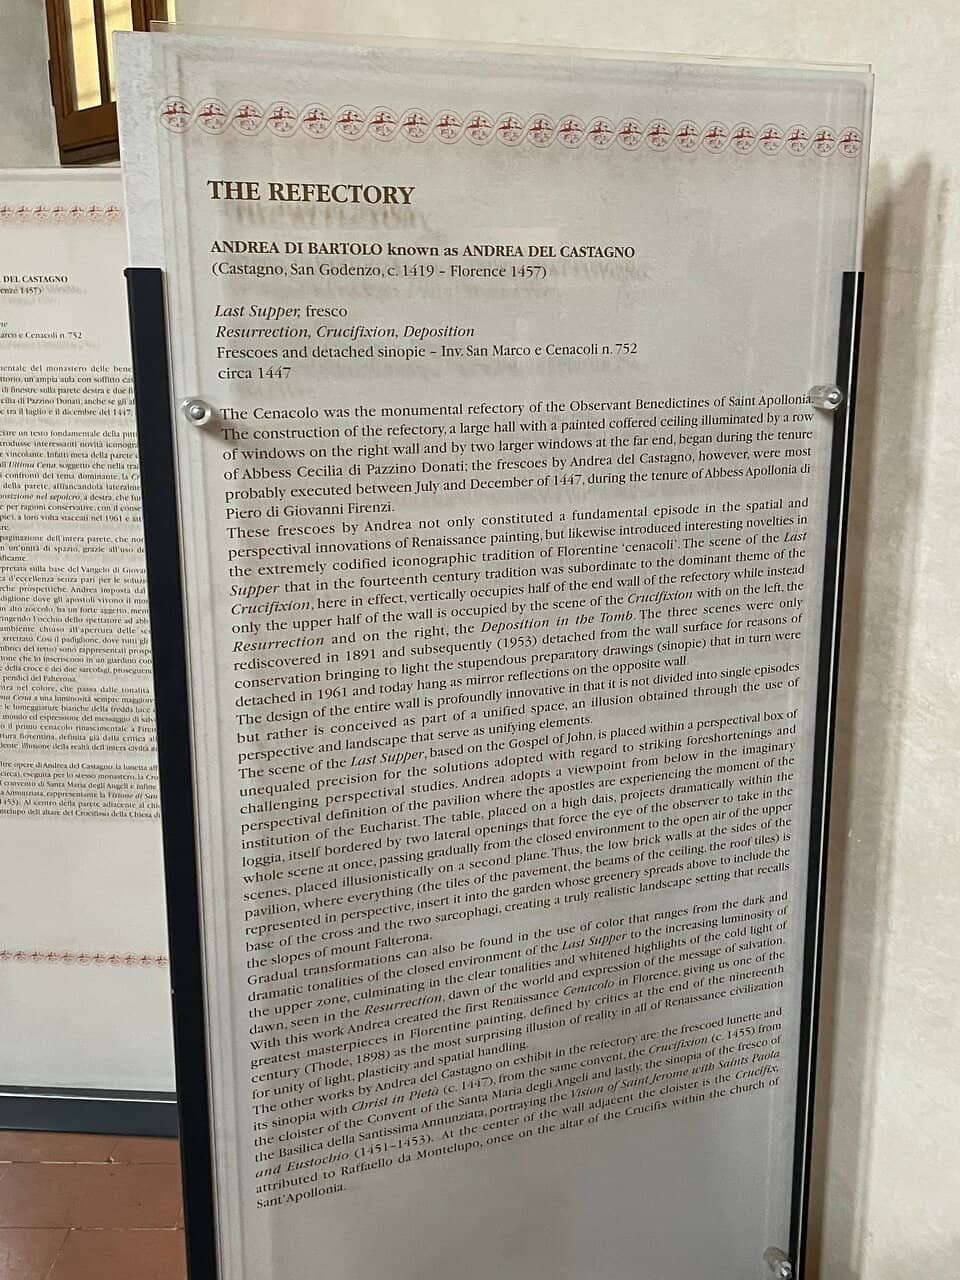 THE REFECTORY
ANDREA DI BARTOLO known as ANDREA DEL CASTAGNO
(Castagno, San Godenzo, c. 1419 – Florence 1457)
Last Supper, fresco
Resurrection, Crucifixion, Deposition
Frescoes and detached sinopie – Inv. San Marco e Cenacoli n. 752
circa 1447
The Cenacolo was the monumental refectory of the Observant Benedictines of Saint Apollonia.
The construction of the refectory, a large hall with a painted coffered ceiling illuminated by a row
of windows on the right wall and by two larger windows at the far end, began during the tenure
of Abbess Cecilia di Pazzino Donati; the frescoes by Andrea del Castagno, however, were most
probably executed between July and December of 1447, during the tenure of Abbess Apollonia di
Piero di Giovanni Firenzi.
These frescoes by Andrea not only constituted a fundamental episode in the spatial and
perspectival innovations of Renaissance painting, but likewise introduced interesting novelties in
the extremely codified iconographic tradition of Florentine 'cenacoli'. The scene of the Last
Supper that in the fourteenth century tradition was subordinate to the dominant theme of the
Crucifixion, here in effect, vertically occupies half of the end wall of the refectory while instead
only the upper half of the wall is occupied by the scene of the Crucifixion with on the left, the
Resurrection and on the right, the Deposition in the Tomb. The three scenes were only
rediscovered in 1891 and subsequently (1953) detached from the wall surface for reasons of
conservation bringing to light the stupendous preparatory drawings (sinopie) that in turn were
detached in 1961 and today hang as mirror reflections on the opposite wall.
The design of the entire wall is profoundly innovative in that it is not divided into single episodes
but rather is conceived as part of a unified space, an illusion obtained through the use of
perspective and landscape that serve as unifying elements.
The scene of the Last Supper, based on the Gospel of John, is placed within a perspectival box of
unequaled precision for the solutions adopted with regard to striking foreshortenings and
challenging perspectival studies. Andrea adopts a viewpoint from below in the imaginary
perspectival definition of the pavilion where the apostles are experiencing the moment of the
institution of the Eucharist. The table, placed on a high dais, projects dramatically within the
loggia, itself bordered by two lateral openings that force the eye of the observer to take in the
whole scene at once, passing gradually from the closed environment to the open air of the upper
scenes, placed illusionistically on a second plane. Thus, the low brick walls at the sides of the
pavilion, where everything (the tiles of the pavement, the beams of the ceiling, the roof tiles) is
represented in perspective, insert it into the garden whose greenery spreads above to include the
base of the cross and the two sarcophagi, creating a truly realistic landscape setting that recalls
the slopes of mount Falterona.
Gradual transformations can also be found in the use of color that ranges from the dark and
dramatic tonalities of the closed environment of the Last Supper to the increasing luminosity of
the upper zone, culminating in the clear tonalities and whitened highlights of the cold light of
dawn, seen in the Resurrection, dawn of the world and expression of the message of salvation.
With this work Andrea created the first Renaissance Cenacolo in Florence, giving us one of the
greatest masterpieces in Florentine painting, defined by critics at the end of the nineteenth
century (Thode, 1898) as the most surprising illusion of reality in all of Renaissance civilization
for unity of light, plasticity and spatial handling.
The other works by Andrea del Castagno on exhibit in the refectory are: the frescoed lunette and
its sinopia with Christ in Pietà (c. 1447), from the same convent, the Crucifixion (c. 1455) from
the cloister of the Convent of the Santa Maria degli Angeli and lastly, the sinopia of the fresco of
the Basilica della Santissima Annunziata, portraying the Vision of Saint Jerome with Saints Paola
and Eustochio (1451–1453). At the center of the wall adjacent the cloister is the Crucifix,
attributed to Raffaello da Montelupo, once on the altar of the Crucifix within the church of
Sant'Apollonia.
DEL CASTAGNO
1457)
arco e Cenacoli n. 752